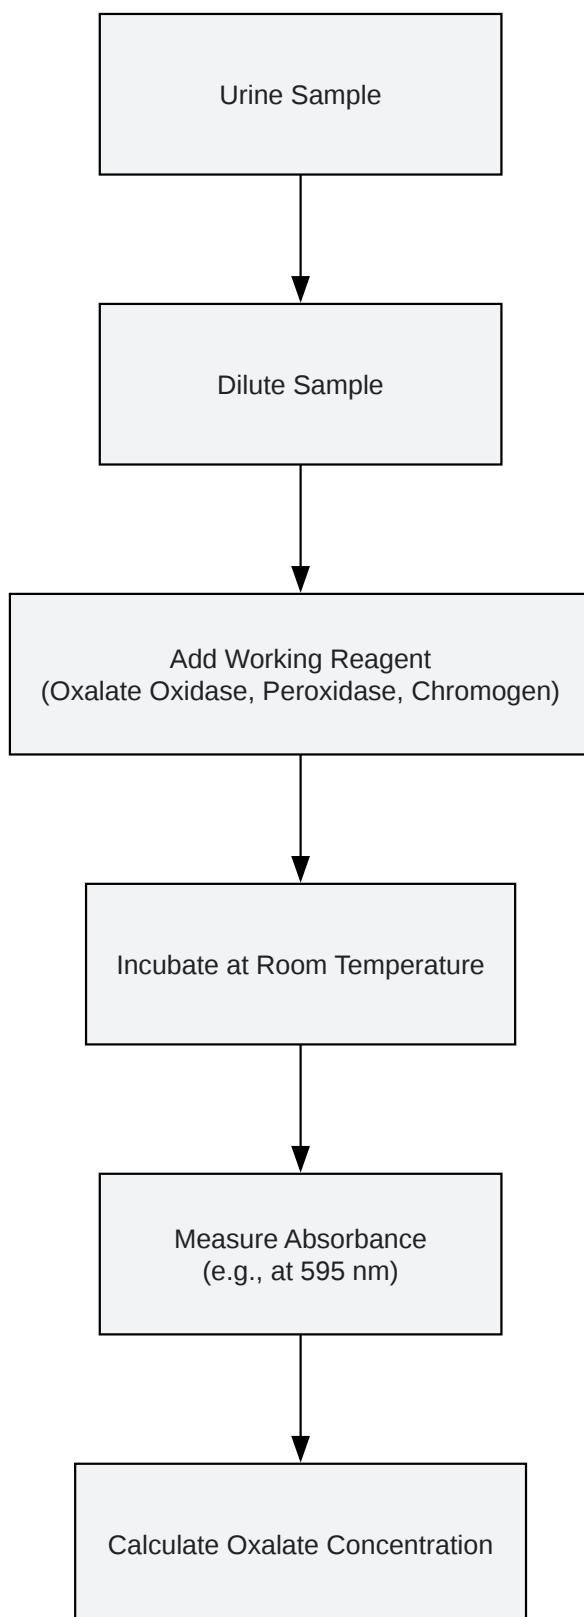 Urine Sample
Dilute Sample
Add Working Reagent
(Oxalate Oxidase, Peroxidase, Chromogen)
Incubate at Room Temperature
Measure Absorbance
(e.g., at 595 nm)
Calculate Oxalate Concentration